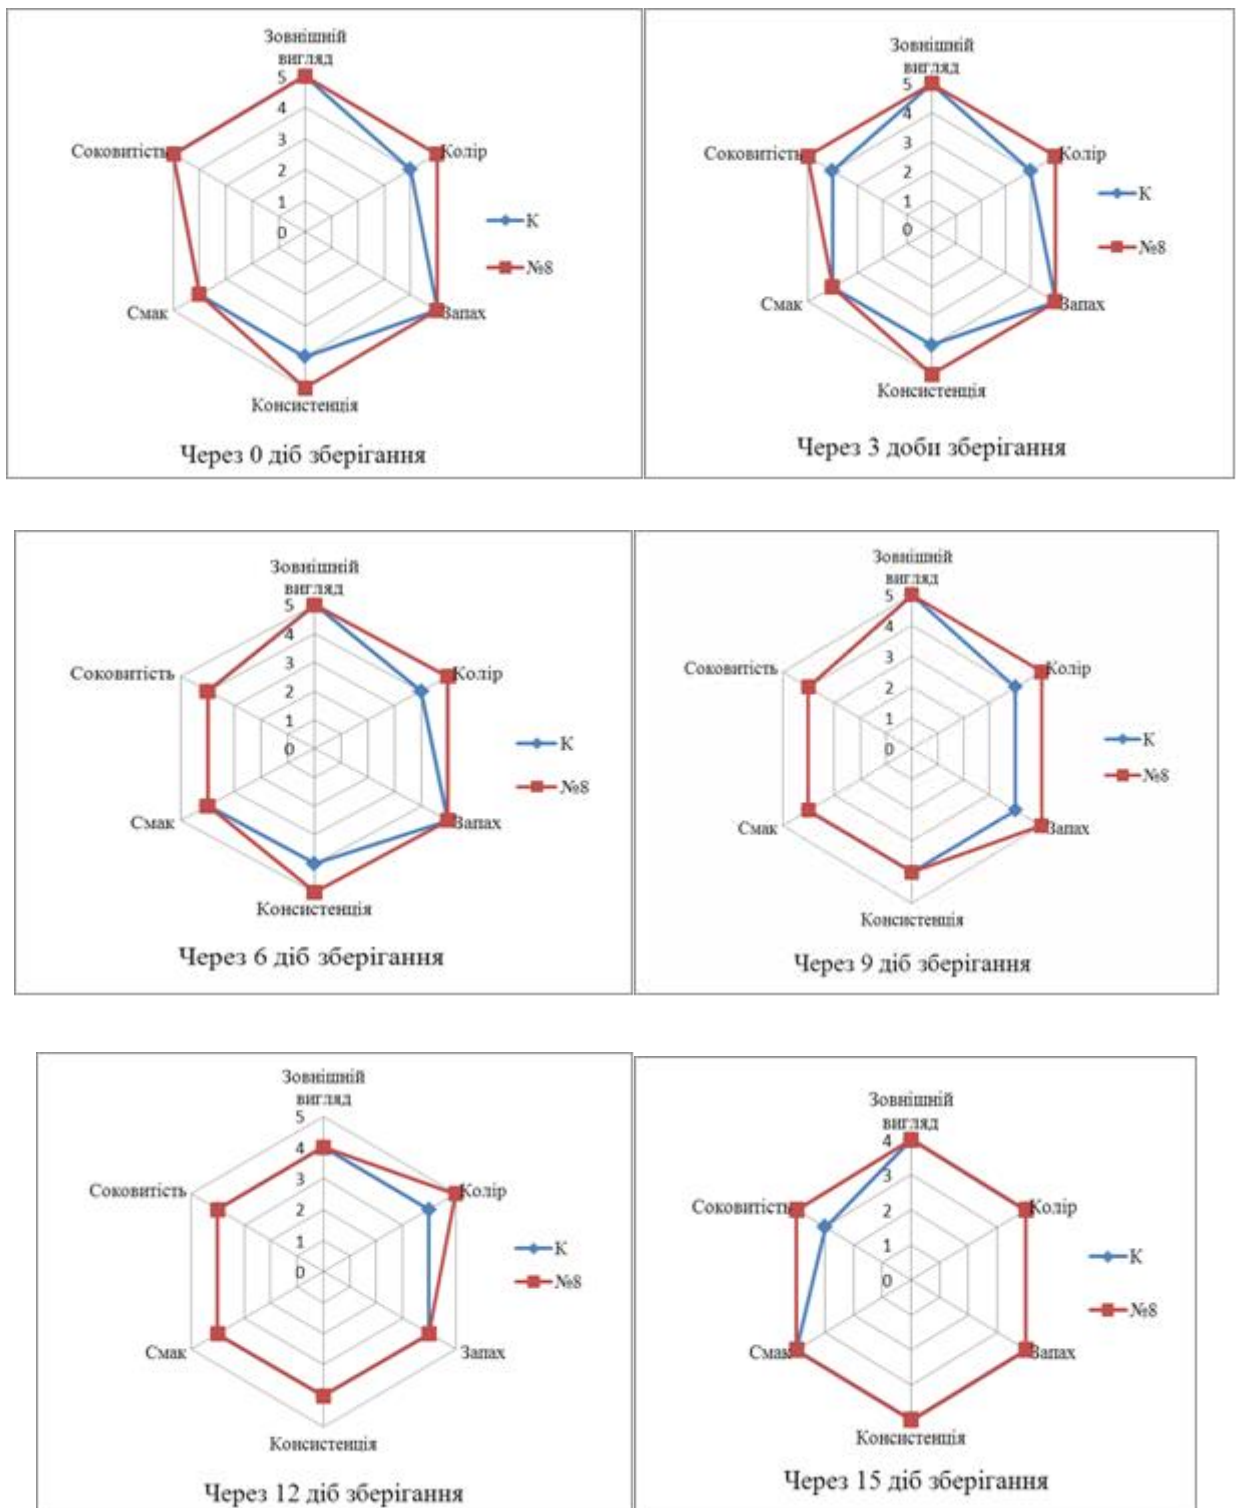 Зовнішній
вигляд
5
4
3
2
1
0
Соковитість
Колір
Смак
Запах
Консистенція
К
№8
Через 0 діб зберігання
Зовнішній
вигляд
5
4
3
2
1
0
Соковитість
Колір
Смак
Запах
Консистенція
К
№8
Через 3 доби зберігання
Зовнішній
вигляд
5
4
3
2
1
0
Соковитість
Колір
Смак
Запах
Консистенція
К
№8
Через 6 діб зберігання
Зовнішній
вигляд
5
4
3
2
1
0
Соковитість
Колір
Смак
Запах
Консистенція
К
№8
Через 9 діб зберігання
Зовнішній
вигляд
5
4
3
2
1
0
Соковитість
Колір
Смак
Запах
Консистенція
К
№8
Через 12 діб зберігання
Зовнішній
вигляд
4
3
2
1
0
Соковитість
Колір
Смак
Запах
Консистенція
К
№8
Через 15 діб зберігання